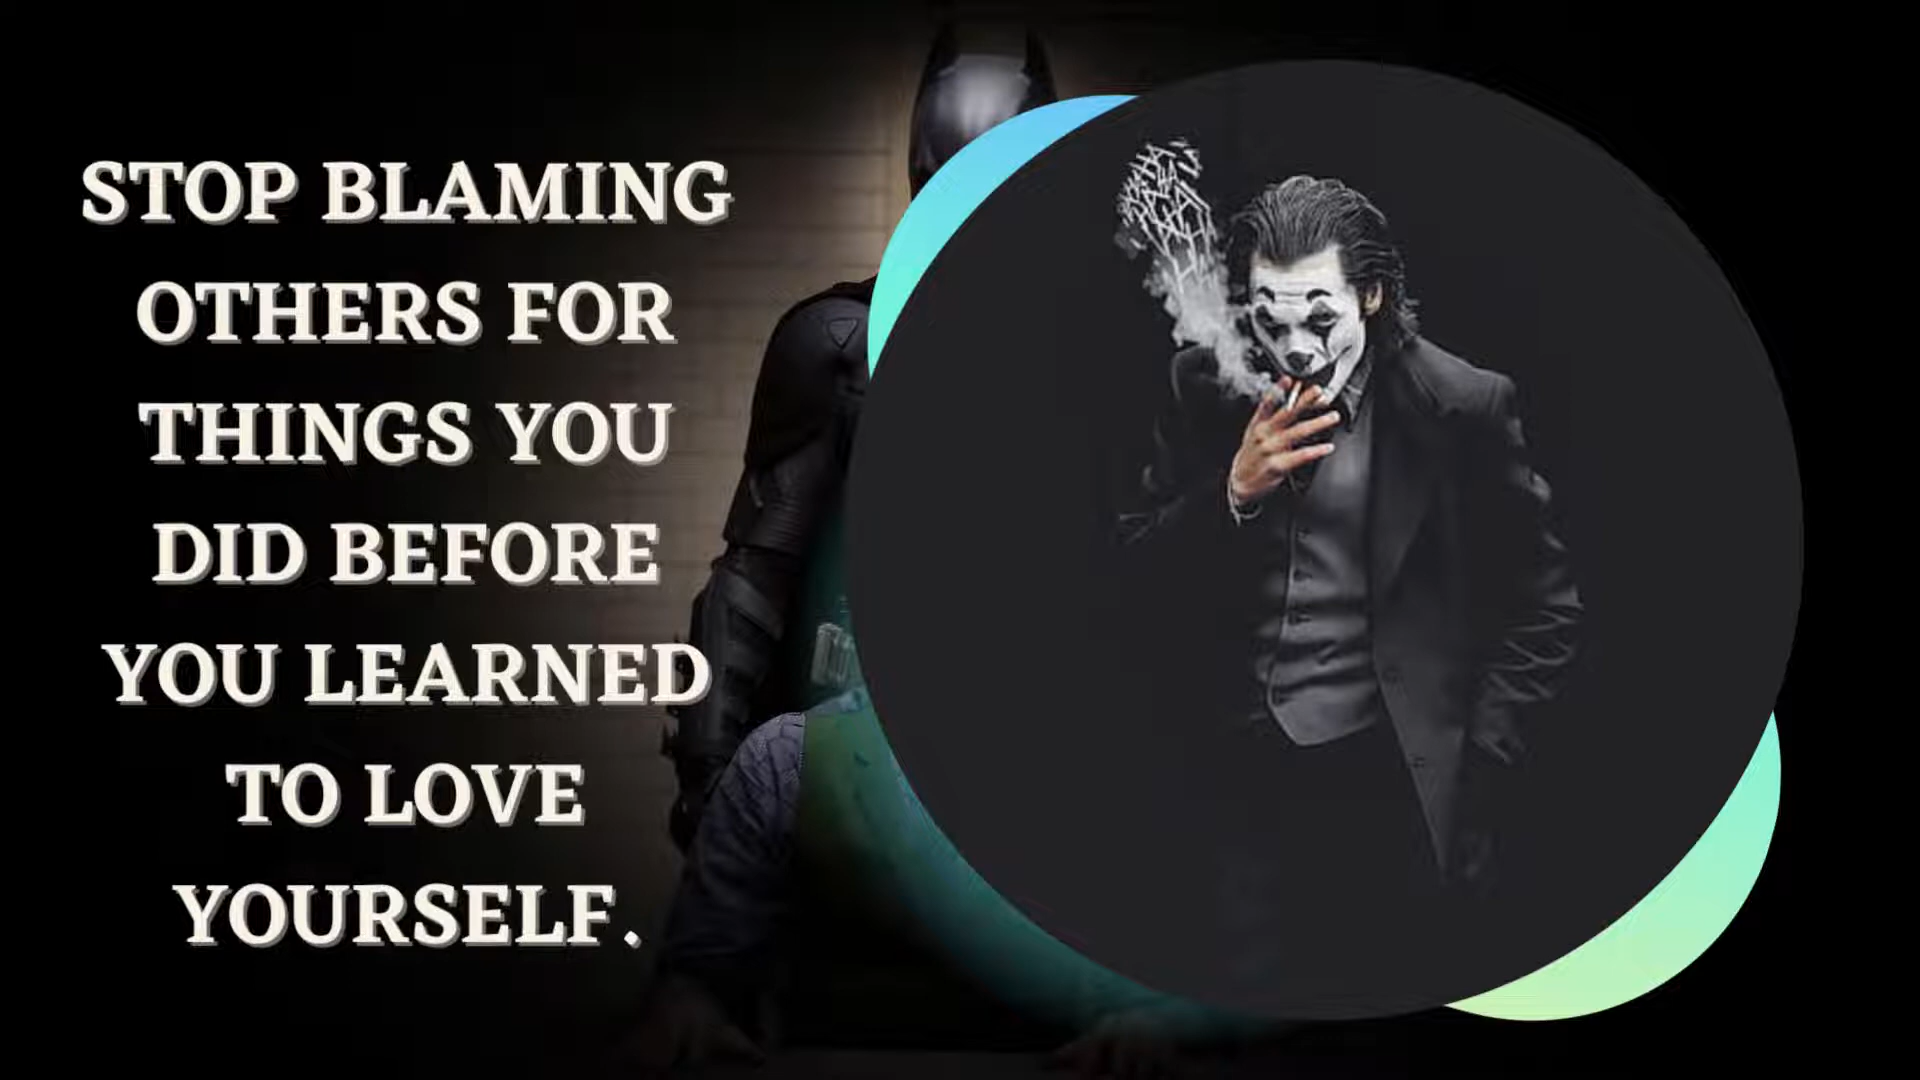 STOP BLAMING
OTHERS FOR
THINGS YOU
DID BEFORE
YOU LEARNED
TO LOVE
YOURSELF.